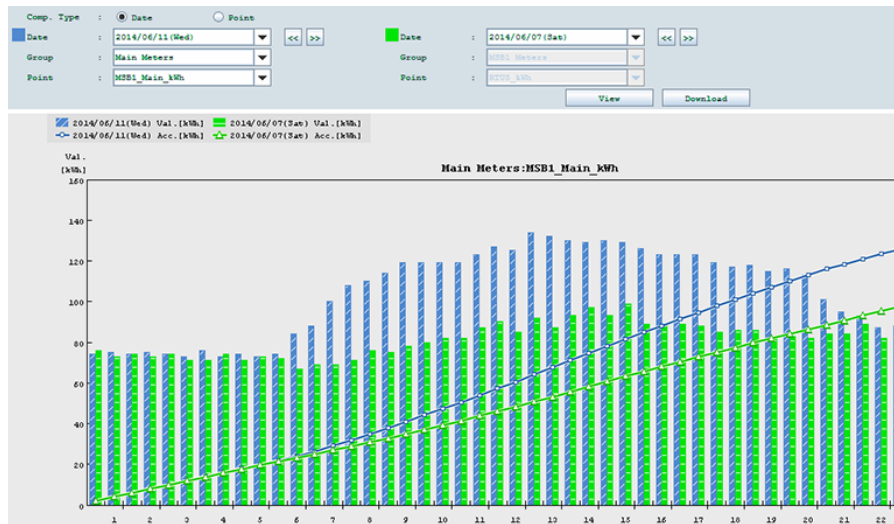 Comp. Type : Date Point
Date : 2014/06/11(Wed) << >> Date : 2014/06/07(Sat) << >>
Group : Main Meters Group : MSB1 Meters
Point : MSB1_Main_kWh Point :
View Download
2014/06/11(Wed) Val.[kWh] 2014/06/07(Sat) Val.[kWh]
2014/06/11(Wed) Acc.[kWh] 2014/06/07(Sat) Acc.[kWh]
Val.
[kWh]
Main Meters:MSB1_Main_kWh
160
140
120
100
80
60
40
20
0
1 2 3 4 5 6 7 8 9 10 11 12 13 14 15 16 17 18 19 20 21 22